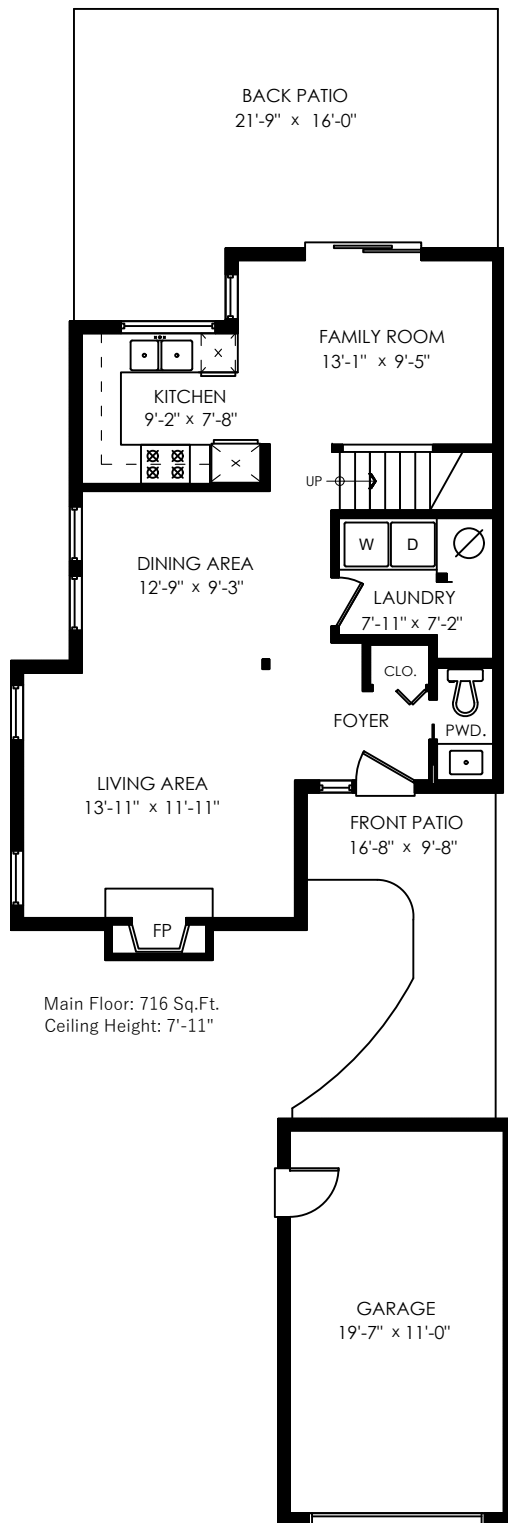 BACK PATIO
21'-9" x 16'-0"
FAMILY ROOM
13'-1" x 9'-5"
KITCHEN
9'-2" x 7'-8"
X
X
UP
W D
DINING AREA
12'-9" x 9'-3"
LAUNDRY
7'-11" x 7'-2"
CLO.
FOYER
PWD.
LIVING AREA
13'-11" x 11'-11"
FRONT PATIO
16'-8" x 9'-8"
FP
Main Floor: 716 Sq.Ft.
Ceiling Height: 7'-11"
GARAGE
19'-7" x 11'-0"